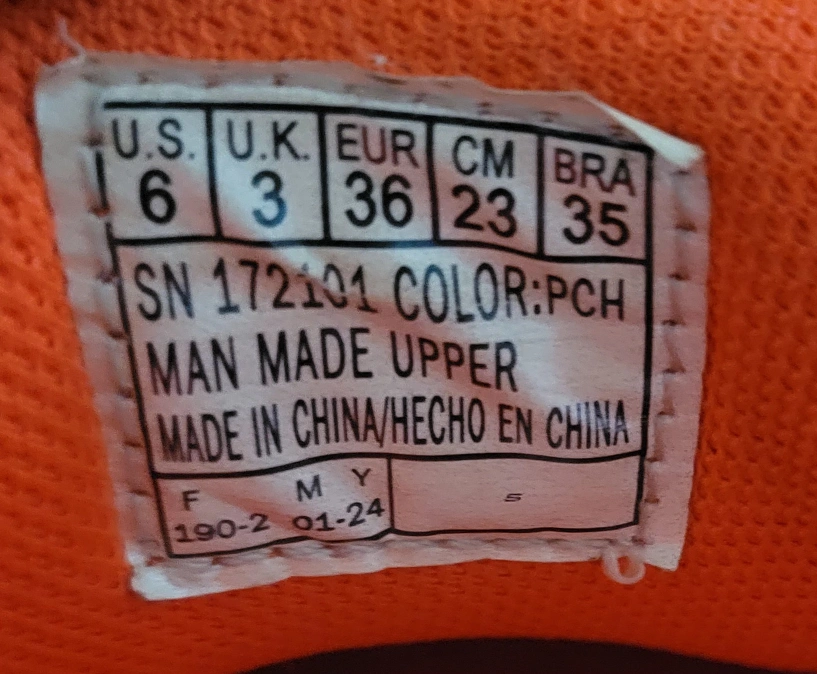 U.S. U.K. EUR CM BRA
6 3 36 23 35
SN 172101 COLOR:PCH
MAN MADE UPPER
MADE IN CHINA/HECHO EN CHINA
F M Y
190-2 01-24
s